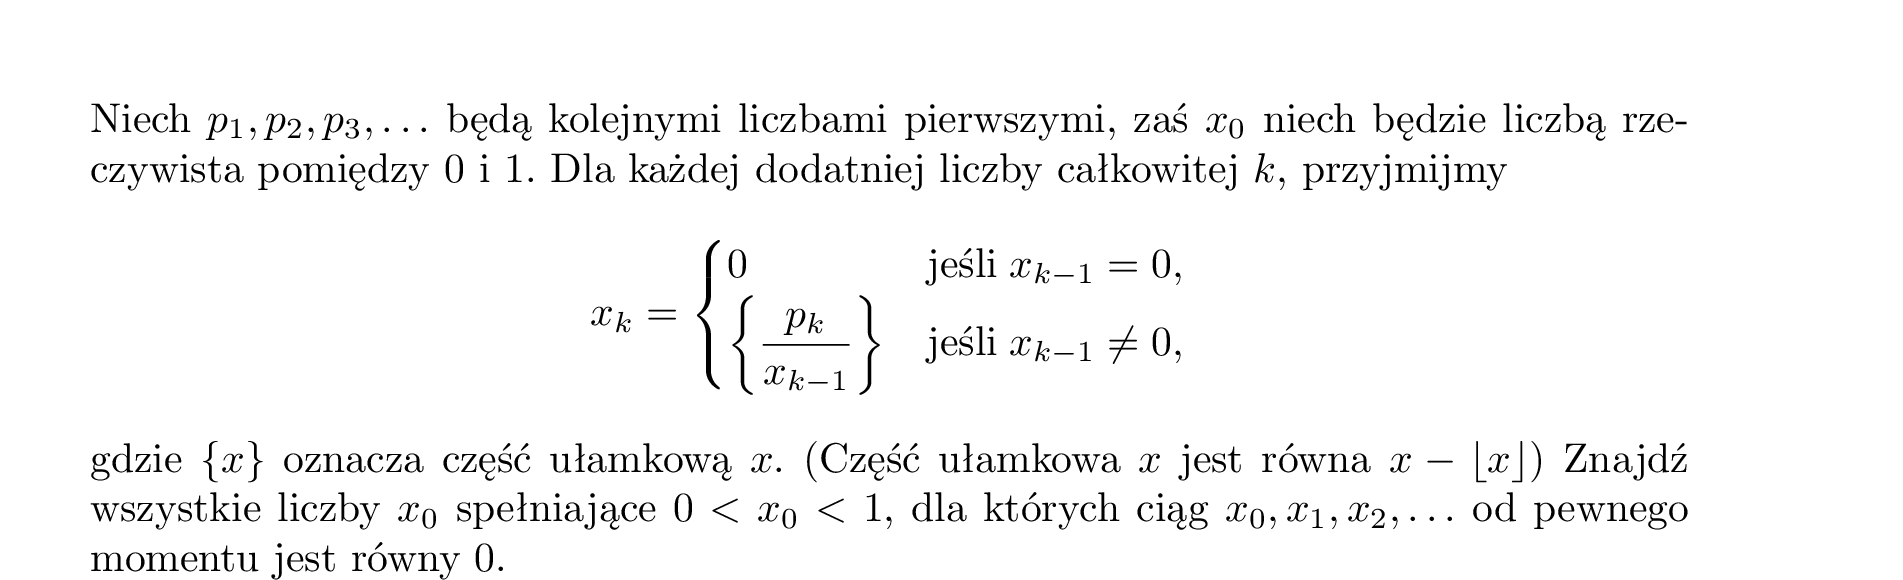 Niech $p_1, p_2, p_3, \ldots$ będą kolejnymi liczbami pierwszymi, zaś $x_0$ niech będzie liczbą rze-
czywista pomiędzy 0 i 1. Dla każdej dodatniej liczby całkowitej $k$, przyjmijmy
$$x_k = \begin{cases} 0 & \text{jeśli } x_{k-1} = 0, \\ \left\{ \dfrac{p_k}{x_{k-1}} \right\} & \text{jeśli } x_{k-1} \neq 0, \end{cases}$$
gdzie $\{x\}$ oznacza część ułamkową $x$. (Część ułamkowa $x$ jest równa $x - \lfloor x \rfloor$) Znajdź
wszystkie liczby $x_0$ spełniające $0 < x_0 < 1$, dla których ciąg $x_0, x_1, x_2, \ldots$ od pewnego
momentu jest równy 0.